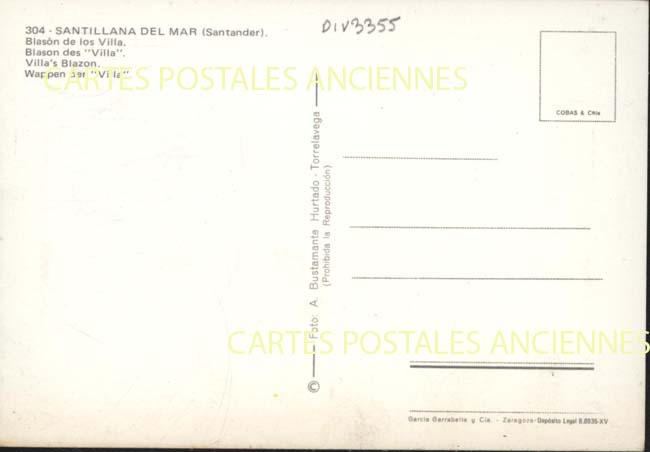 304 - SANTILLANA DEL MAR (Santander).
Blasón de los Villa.
Blason des "Villa".
Villa's Blazon.
Wappen der "Villa"
DIV3355
CARTES POSTALES ANCIENNES
COBAS & CRIA
© Foto: A. Bustamante Hurtado - Torrelavega
(Prohibida la Reproducción)
CARTES POSTALES ANCIENNES
García Garrabella y Cía. - Zaragoza-Depósito Legal B.